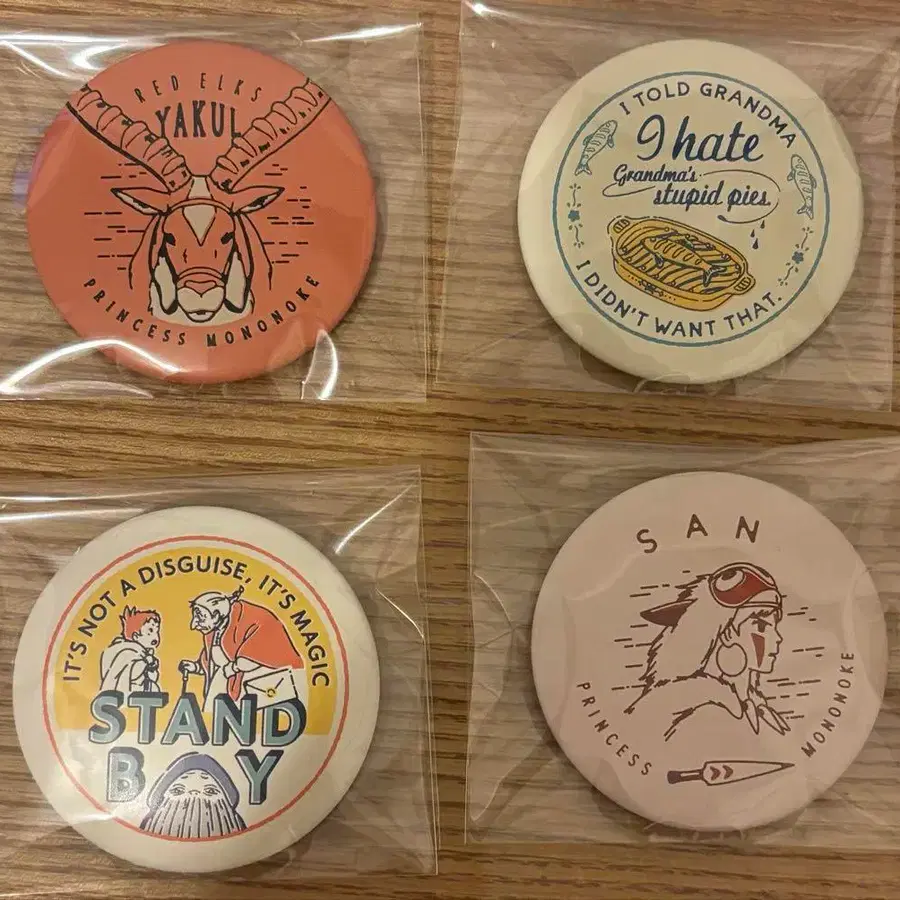 RED ELKS
YAKUL
PRINCESS MONONOKE
I TOLD GRANDMA
I hate
Grandma's
stupid pies.
I DIDN'T WANT THAT.
IT'S NOT A DISGUISE, IT'S MAGIC
STAND
BOY
SAN
PRINCESS MONONOKE